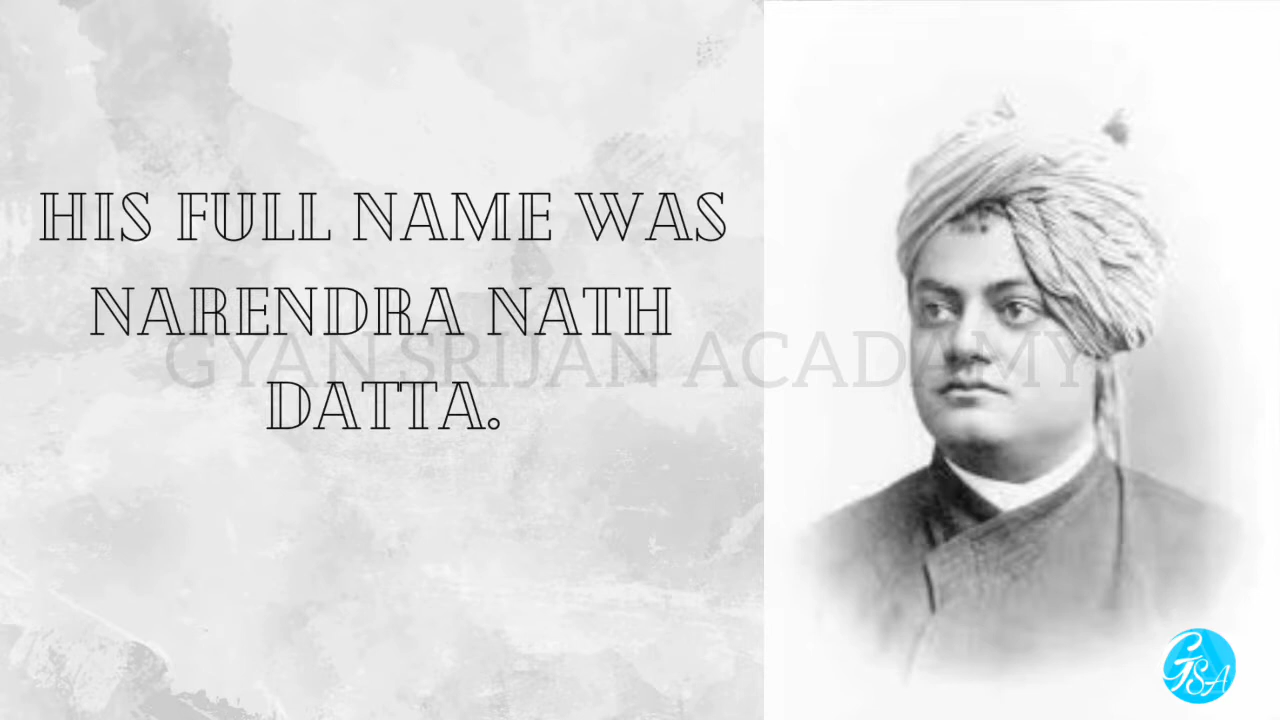 HIS FULL NAME WAS
NARENDRA NATH
GYAN SRIJAN ACADAMY
DATTA.
GSA